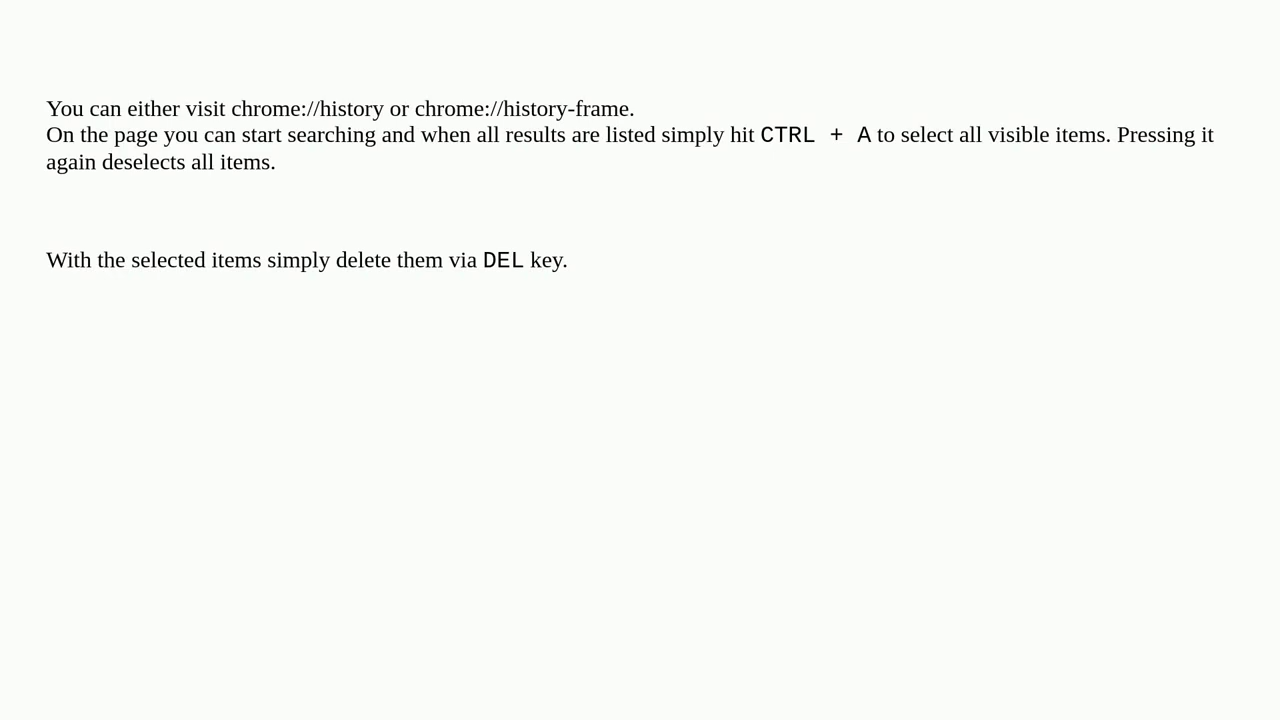 You can either visit chrome://history or chrome://history-frame.
On the page you can start searching and when all results are listed simply hit CTRL + A to select all visible items. Pressing it
again deselects all items.
With the selected items simply delete them via DEL key.